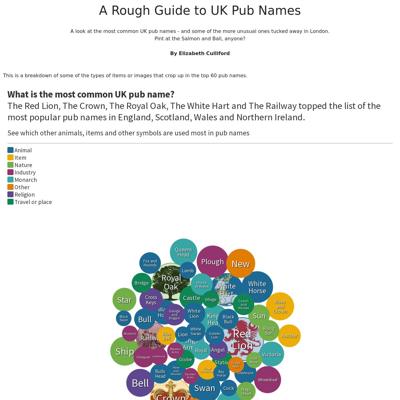 A Rough Guide to UK Pub Names
A look at the most common UK pub names - and some of the more unusual ones tucked away in London.
Pint at the Salmon and Ball, anyone?
By Elizabeth Culliford
This is a breakdown of some of the types of items or images that crop up in the top 60 pub names.
What is the most common UK pub name?
The Red Lion, The Crown, The Royal Oak, The White Hart and The Railway topped the list of the
most popular pub names in England, Scotland, Wales and Northern Ireland.
See which other animals, items and other symbols are used most in pub names
Animal
Item
Nature
Industry
Monarch
Other
Religion
Travel or place
Queens
Head
Plough
New
Lamb
Royal
Oak
Bridge
White
Hart
White
Horse
Star
Cross
Keys
Castle
Village
Bull
White
Lion
Black
Bull
Sun
Red
Lion
Ship
Lion
Royal
Angel
Victoria
Globe
Bell
Swan
Cock
Crown